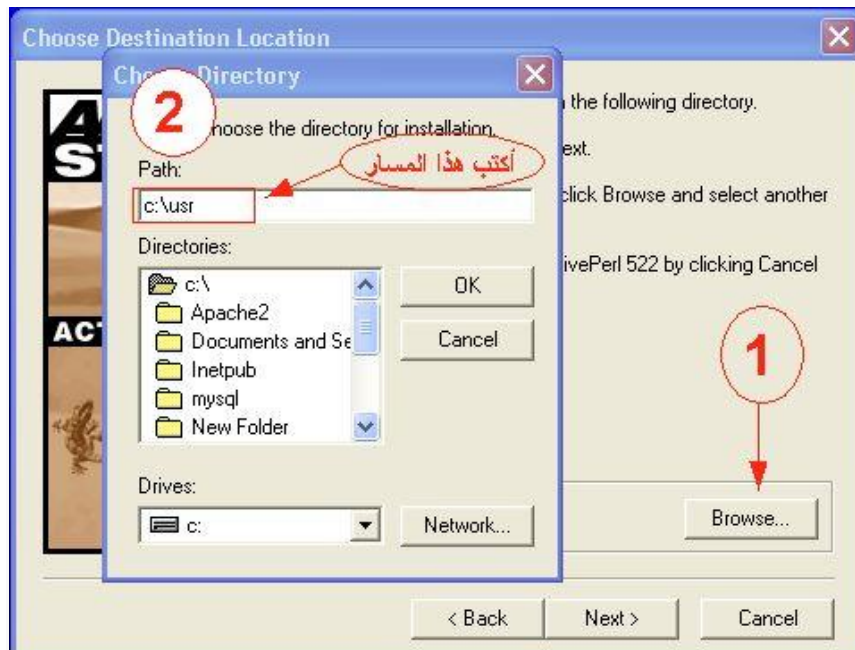 Choose Destination Location
Directory
2
the following directory.
hoose the directory for installation.
ext.
أكتب هذا المسار
Path:
click Browse and select another
c:\usr
Directories:
ivePerl 522 by clicking Cancel
c:\
OK
Apache2
Documents and Se
Cancel
Inetpub
mysql
New Folder
1
Drives:
c:
Network...
Browse...
< Back
Next >
Cancel